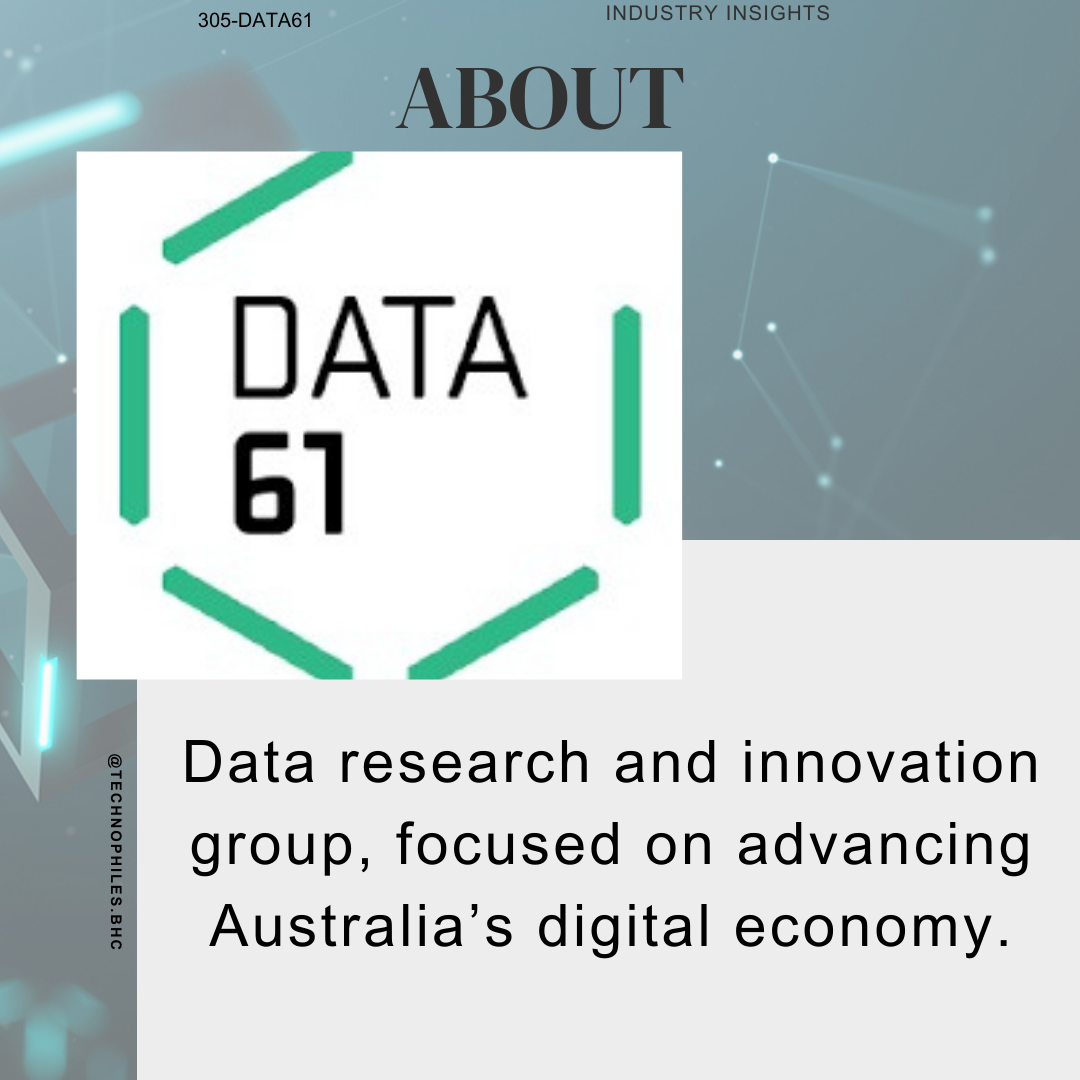 305-DATA61
INDUSTRY INSIGHTS
ABOUT
DATA
61
Data research and innovation
group, focused on advancing
Australia’s digital economy.
@TECHNOPHILES.BHC